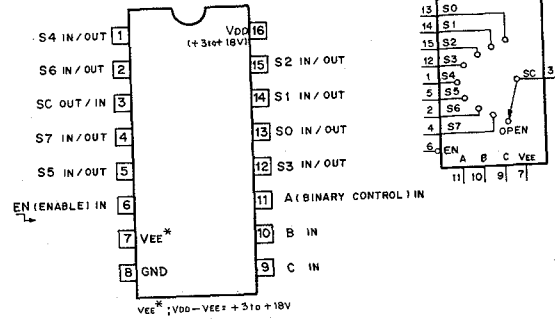 S4 IN/OUT 1
S6 IN/OUT 2
SC OUT/IN 3
S7 IN/OUT 4
S5 IN/OUT 5
EN (ENABLE) IN 6
7 VEE*
8 GND
VDD 16
(+3 to +18V)
15 S2 IN/OUT
14 S1 IN/OUT
13 S0 IN/OUT
12 S3 IN/OUT
11 A (BINARY CONTROL) IN
10 B IN
9 C IN
VEE* ; VDD-VEE= +3 to +18V
13 S0
14 S1
15 S2
12 S3
1 S4
5 S5
2 S6
4 S7
SC 3
OPEN
6 EN
A B C VEE
11 10 9 7